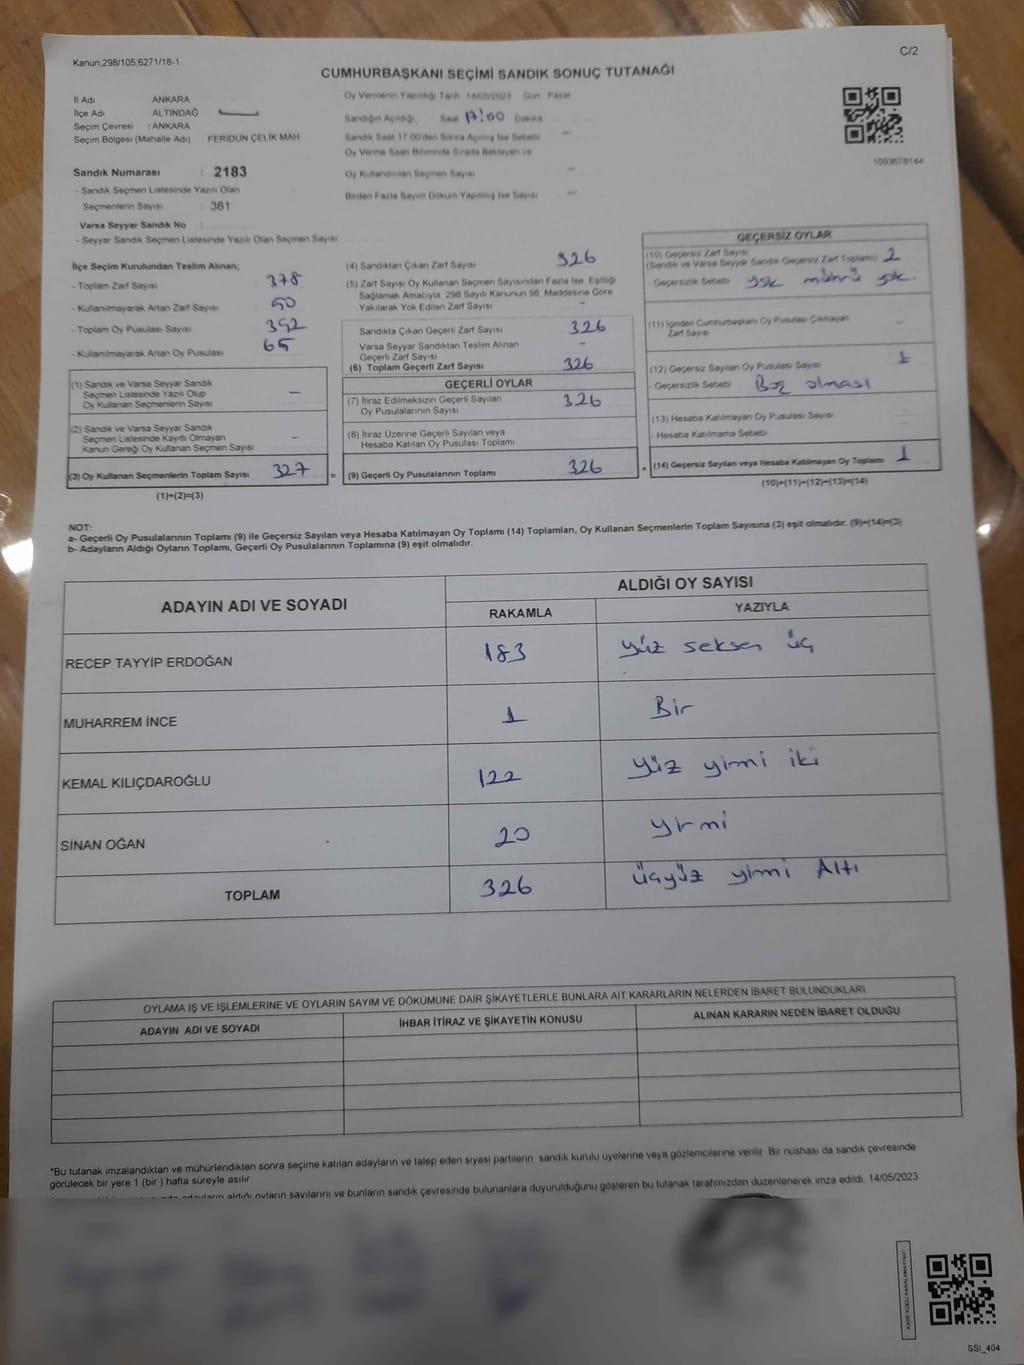 Kanun:298/105;6271/18-1
C/2
CUMHURBAŞKANI SEÇİMİ SANDIK SONUÇ TUTANAĞI
İl Adı ANKARA
İlçe Adı ALTINDAĞ
Seçim Çevresi : ANKARA
Seçim Bölgesi (Mahalle Adı) FERİDUN ÇELİK MAH
Sandık Numarası : 2183
- Sandık Seçmen Listesinde Yazılı Olan
Seçmenlerin Sayısı : 361
Varsa Seyyar Sandık No :
- Seyyar Sandık Seçmen Listesinde Yazılı Olan Seçmen Sayısı
Oy Vermenin Yapıldığı Tarih 14/05/2023 Gün Pazar
Sandığın Açıldığı, Saat 17:00 Dakika
Sandık Saat 17:00'den Sonra Açılmış İse Sebebi –
Oy Verme Saati Bitiminde Sırada Bekleyen ve
Oy Kullandırılan Seçmen Sayısı –
Birden Fazla Sayım Döküm Yapılmış İse Sayısı –
1093678144
İlçe Seçim Kurulundan Teslim Alınan;
- Toplam Zarf Sayısı 378
- Kullanılmayarak Artan Zarf Sayısı 50
- Toplam Oy Pusulası Sayısı 392
- Kullanılmayarak Artan Oy Pusulası 65
(1) Sandık ve Varsa Seyyar Sandık
Seçmen Listesinde Yazılı Olup
Oy Kullanan Seçmenlerin Sayısı –
(2) Sandık ve Varsa Seyyar Sandık
Seçmen Listesinde Kayıtlı Olmayan
Kanun Gereği Oy Kullanan Seçmen Sayısı –
(3) Oy Kullanan Seçmenlerin Toplam Sayısı 327 =
(1)+(2)=(3)
(4) Sandıktan Çıkan Zarf Sayısı 326
(5) Zarf Sayısı Oy Kullanan Seçmen Sayısından Fazla İse, Eşitliği
Sağlamak Amacıyla, 298 Sayılı Kanunun 98. Maddesine Göre
Yakılarak Yok Edilen Zarf Sayısı –
Sandıkta Çıkan Geçerli Zarf Sayısı 326
Varsa Seyyar Sandıktan Teslim Alınan
Geçerli Zarf Sayısı –
(6) Toplam Geçerli Zarf Sayısı 326
GEÇERLİ OYLAR
(7) İtiraz Edilmeksizin Geçerli Sayılan
Oy Pusulalarının Sayısı 326
(8) İtiraz Üzerine Geçerli Sayılan veya
Hesaba Katılan Oy Pusulası Toplamı
(9) Geçerli Oy Pusulalarının Toplamı 326 +
GEÇERSİZ OYLAR
(10) Geçersiz Zarf Sayısı
(Sandık ve Varsa Seyyar Sandık Geçersiz Zarf Toplamı) 2
- Geçersizlik Sebebi ysk mührü yok
(11) İçinden Cumhurbaşkanı Oy Pusulası Çıkmayan
Zarf Sayısı –
(12) Geçersiz Sayılan Oy Pusulası Sayısı 1
- Geçersizlik Sebebi Boş olması
(13) Hesaba Katılmayan Oy Pusulası Sayısı
- Hesaba Katılmama Sebebi
(14) Geçersiz Sayılan veya Hesaba Katılmayan Oy Toplamı 1
(10)+(11)+(12)+(13)=(14)
NOT:
a- Geçerli Oy Pusulalarının Toplamı (9) ile Geçersiz Sayılan veya Hesaba Katılmayan Oy Toplamı (14) Toplamları, Oy Kullanan Seçmenlerin Toplam Sayısına (3) eşit olmalıdır. (9)+(14)=(3)
b- Adayların Aldığı Oyların Toplamı, Geçerli Oy Pusulalarının Toplamına (9) eşit olmalıdır.
ADAYIN ADI VE SOYADI
ALDIĞI OY SAYISI
RAKAMLA YAZIYLA
RECEP TAYYİP ERDOĞAN 183 yüz seksen üç
MUHARREM İNCE 1 Bir
KEMAL KILIÇDAROĞLU 122 yüz yirmi iki
SİNAN OĞAN 20 yirmi
TOPLAM 326 üçyüz yirmi Altı
OYLAMA İŞ VE İŞLEMLERİNE VE OYLARIN SAYIM VE DÖKÜMÜNE DAİR ŞİKAYETLERLE BUNLARA AİT KARARLARIN NELERDEN İBARET BULUNDUKLARI
ADAYIN ADI VE SOYADI İHBAR İTİRAZ VE ŞİKAYETİN KONUSU ALINAN KARARIN NEDEN İBARET OLDUĞU
*Bu tutanak imzalandıktan ve mühürlendikten sonra seçime katılan adayların ve talep eden siyasi partilerin sandık kurulu üyelerine veya gözlemcilerine verilir. Bir nüshası da sandık çevresinde
görülecek bir yere 1 (bir ) hafta süreyle asılır.
adayların aldığı oyların sayılarını ve bunların sandık çevresinde bulunanlara duyurulduğunu gösteren bu tutanak tarafımızdan düzenlenerek imza edildi. 14/05/2023
SSI_404